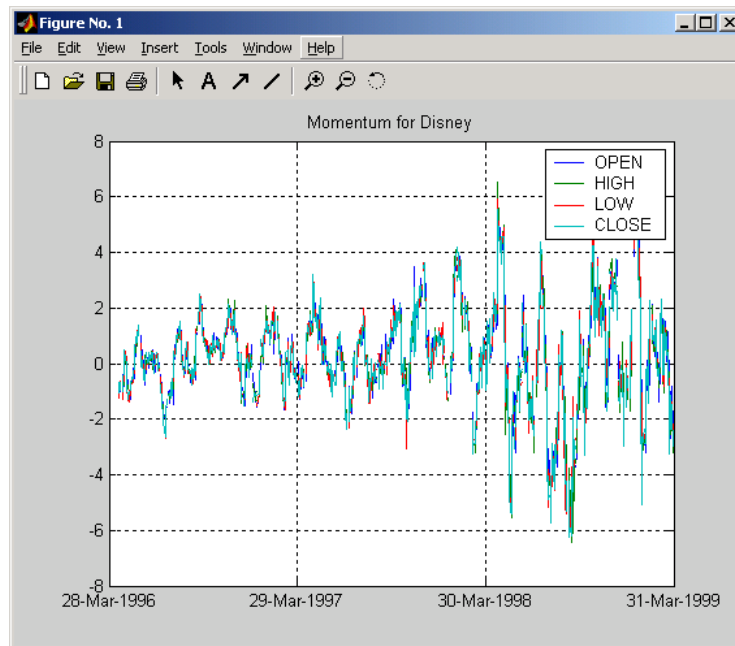 Figure No. 1
File Edit View Insert Tools Window Help
A
Momentum for Disney
8
6
4
2
0
-2
-4
-6
-8
OPEN
HIGH
LOW
CLOSE
28-Mar-1996 29-Mar-1997 30-Mar-1998 31-Mar-1999